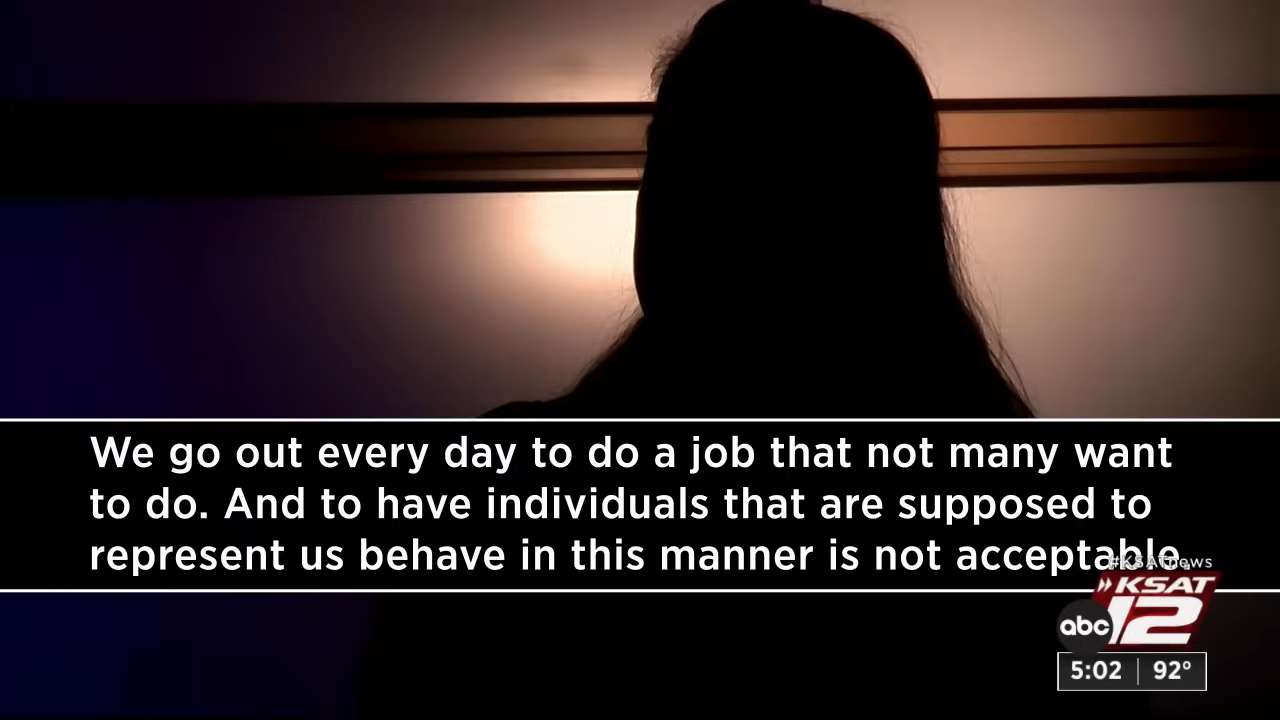 We go out every day to do a job that not many want
to do. And to have individuals that are supposed to
represent us behave in this manner is not acceptable.
#KSATnews
KSAT
abc 12
5:02 92°